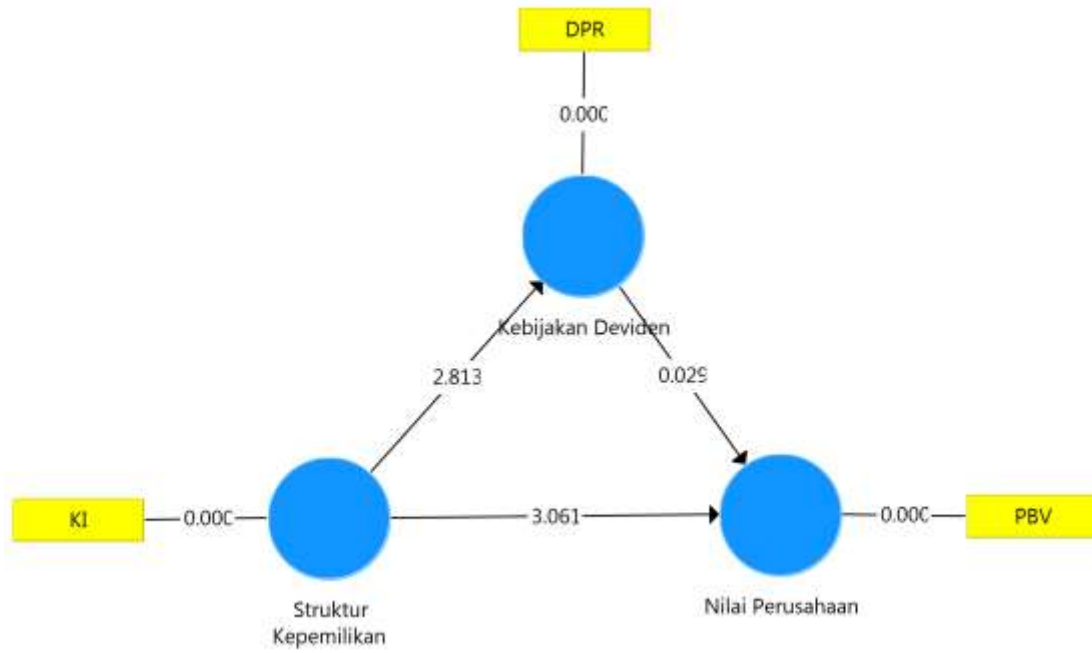 DPR
0.000
Kebijakan Deviden
2.813
0.029
KI
0.000
3.061
0.000
PBV
Struktur
Kepemilikan
Nilai Perusahaan